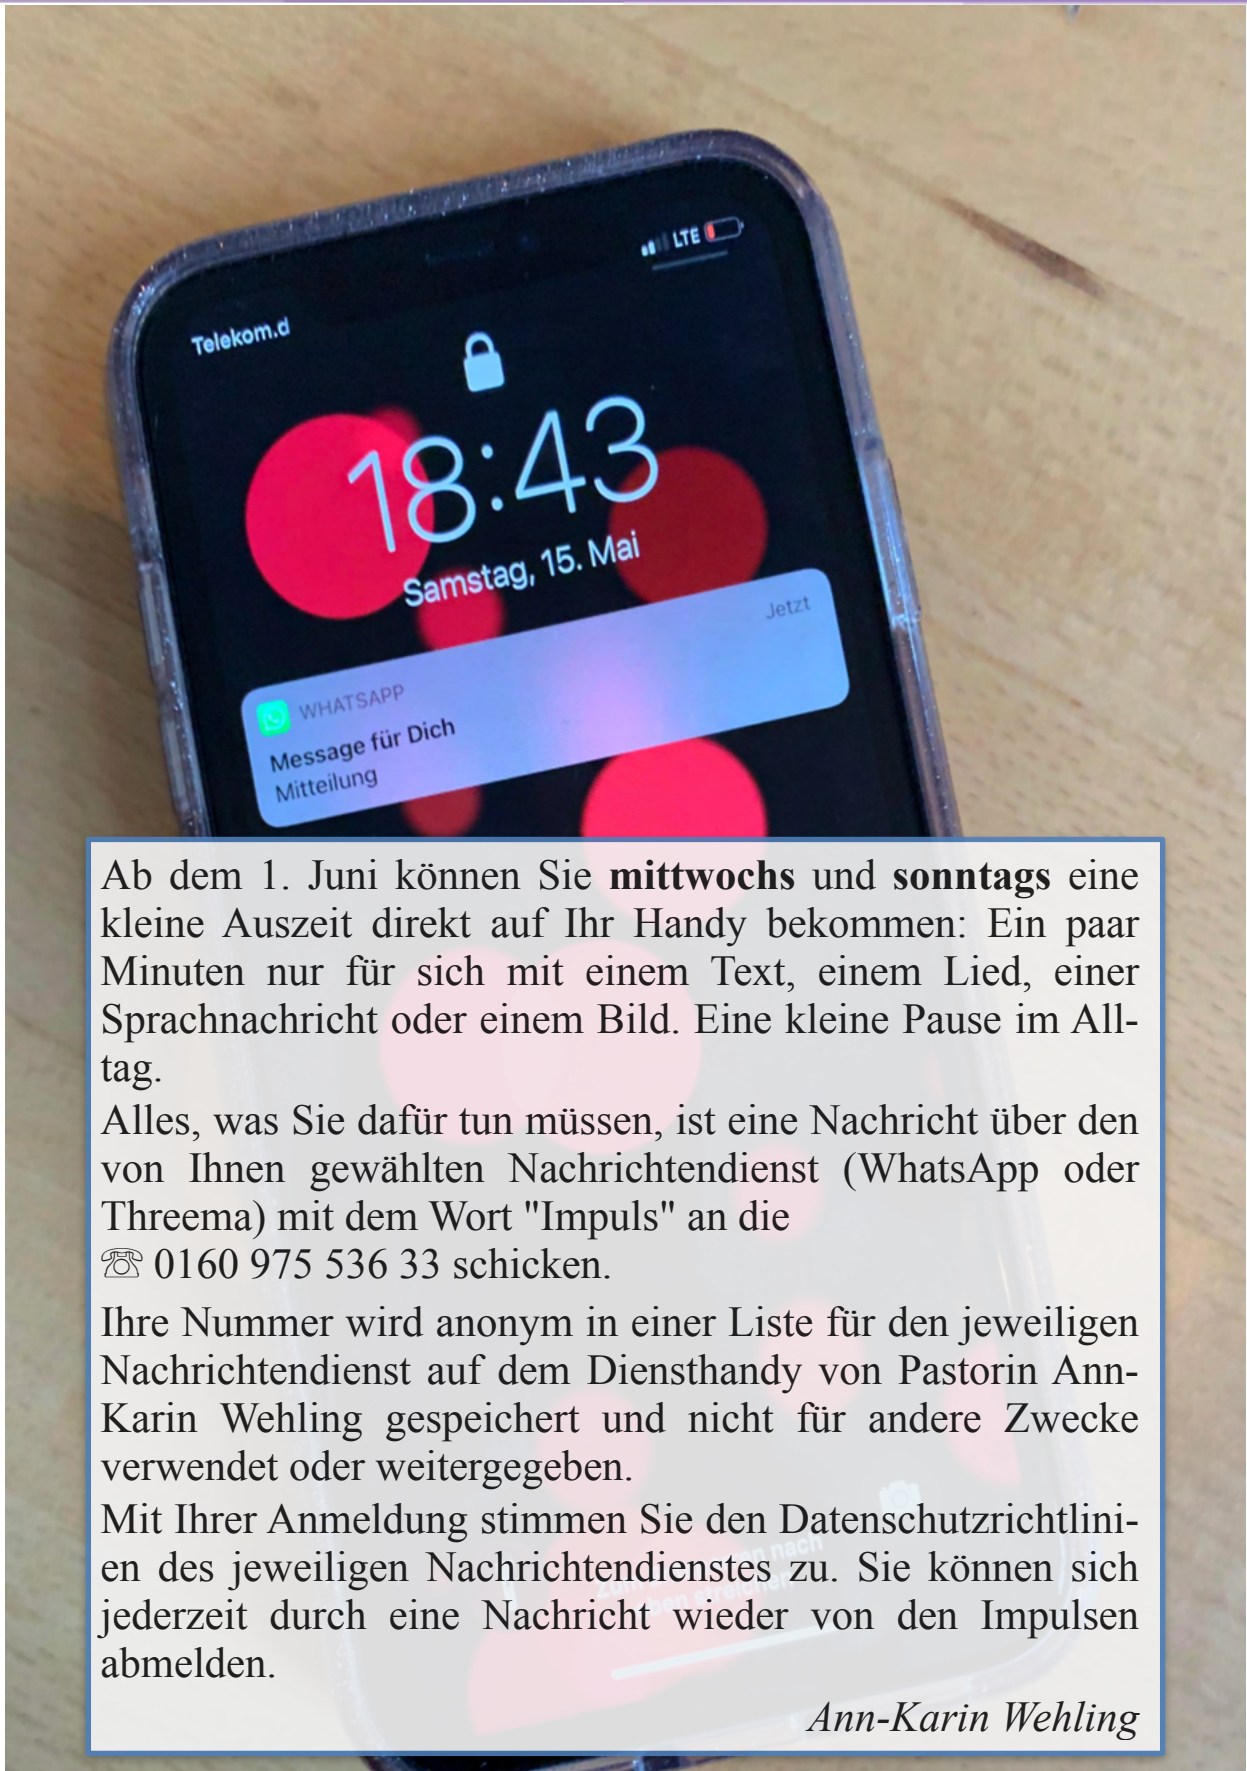 LTE
Telekom.d
18:43
Samstag, 15. Mai
Jetzt
WHATSAPP
Message für Dich
Mitteilung
Ab dem 1. Juni können Sie mittwochs und sonntags eine
kleine Auszeit direkt auf Ihr Handy bekommen: Ein paar
Minuten nur für sich mit einem Text, einem Lied, einer
Sprachnachricht oder einem Bild. Eine kleine Pause im All-
tag.
Alles, was Sie dafür tun müssen, ist eine Nachricht über den
von Ihnen gewählten Nachrichtendienst (WhatsApp oder
Threema) mit dem Wort "Impuls" an die
☏ 0160 975 536 33 schicken.
Ihre Nummer wird anonym in einer Liste für den jeweiligen
Nachrichtendienst auf dem Diensthandy von Pastorin Ann-
Karin Wehling gespeichert und nicht für andere Zwecke
verwendet oder weitergegeben.
Mit Ihrer Anmeldung stimmen Sie den Datenschutzrichtlini-
en des jeweiligen Nachrichtendienstes zu. Sie können sich
jederzeit durch eine Nachricht wieder von den Impulsen
abmelden.
Ann-Karin Wehling